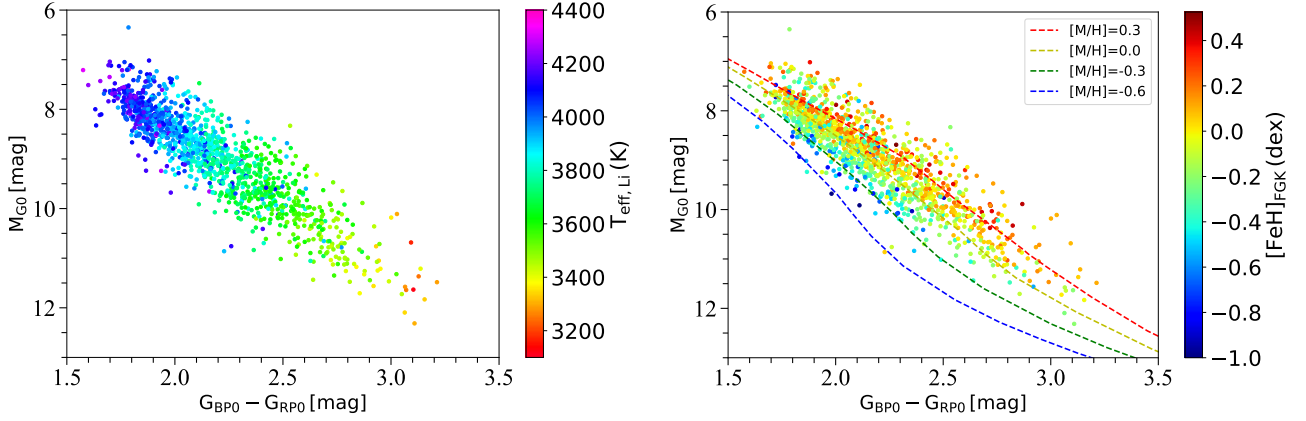 6
8
10
12
M_G0 [mag]
1.5 2.0 2.5 3.0 3.5
G_BP0 − G_RP0 [mag]
4400
4200
4000
3800
3600
3400
3200
T_eff, Li (K)
6
8
10
12
M_G0 [mag]
1.5 2.0 2.5 3.0 3.5
G_BP0 − G_RP0 [mag]
[M/H]=0.3
[M/H]=0.0
[M/H]=-0.3
[M/H]=-0.6
0.4
0.2
0.0
−0.2
−0.4
−0.6
−0.8
−1.0
[FeH]_FGK (dex)